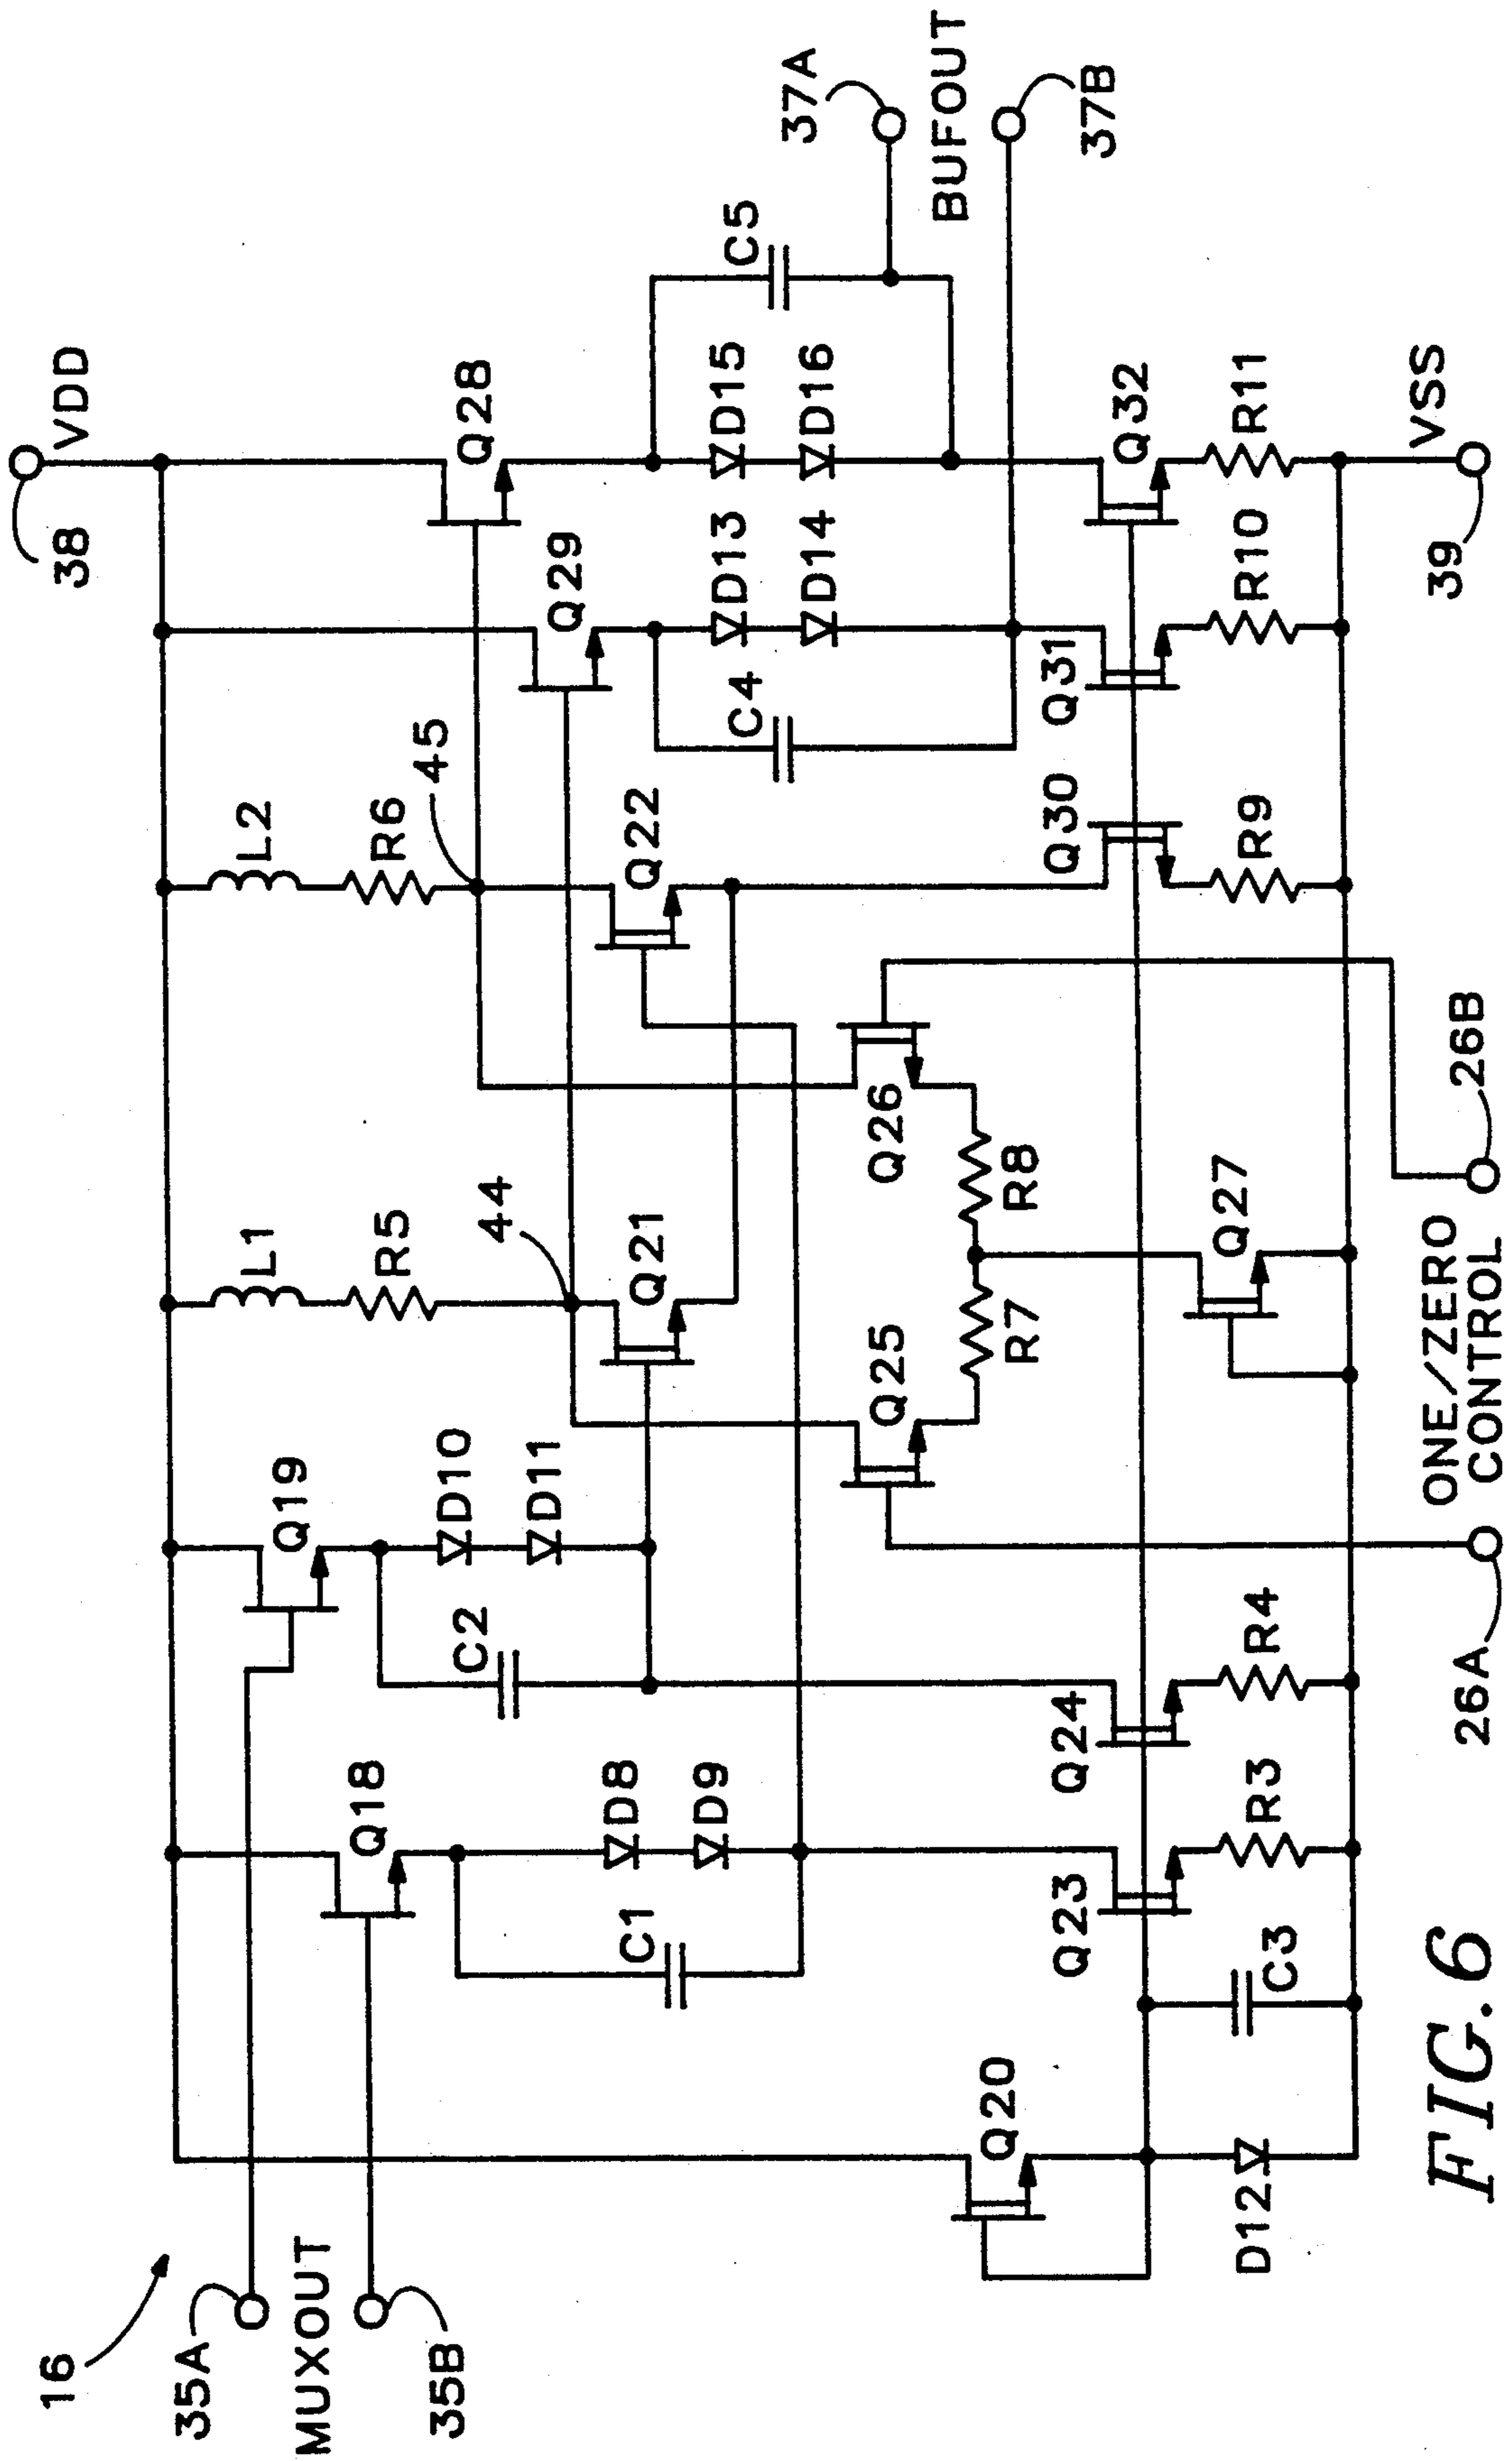 16
35A
MUXOUT
35B
38
VDD
Q19
Q18
L1
R5
L2
R6
44
45
D10
D11
C2
Q21
Q22
Q29
Q28
D8
D9
C1
C4
D13
D14
D15
D16
C5
37A
BUFOUT
37B
Q25
Q26
R7
R8
Q20
Q23
Q24
Q27
Q30
Q31
Q32
D12
C3
R3
R4
R9
R10
R11
26A
ONE/ZERO
CONTROL
26B
39
VSS
FIG. 6